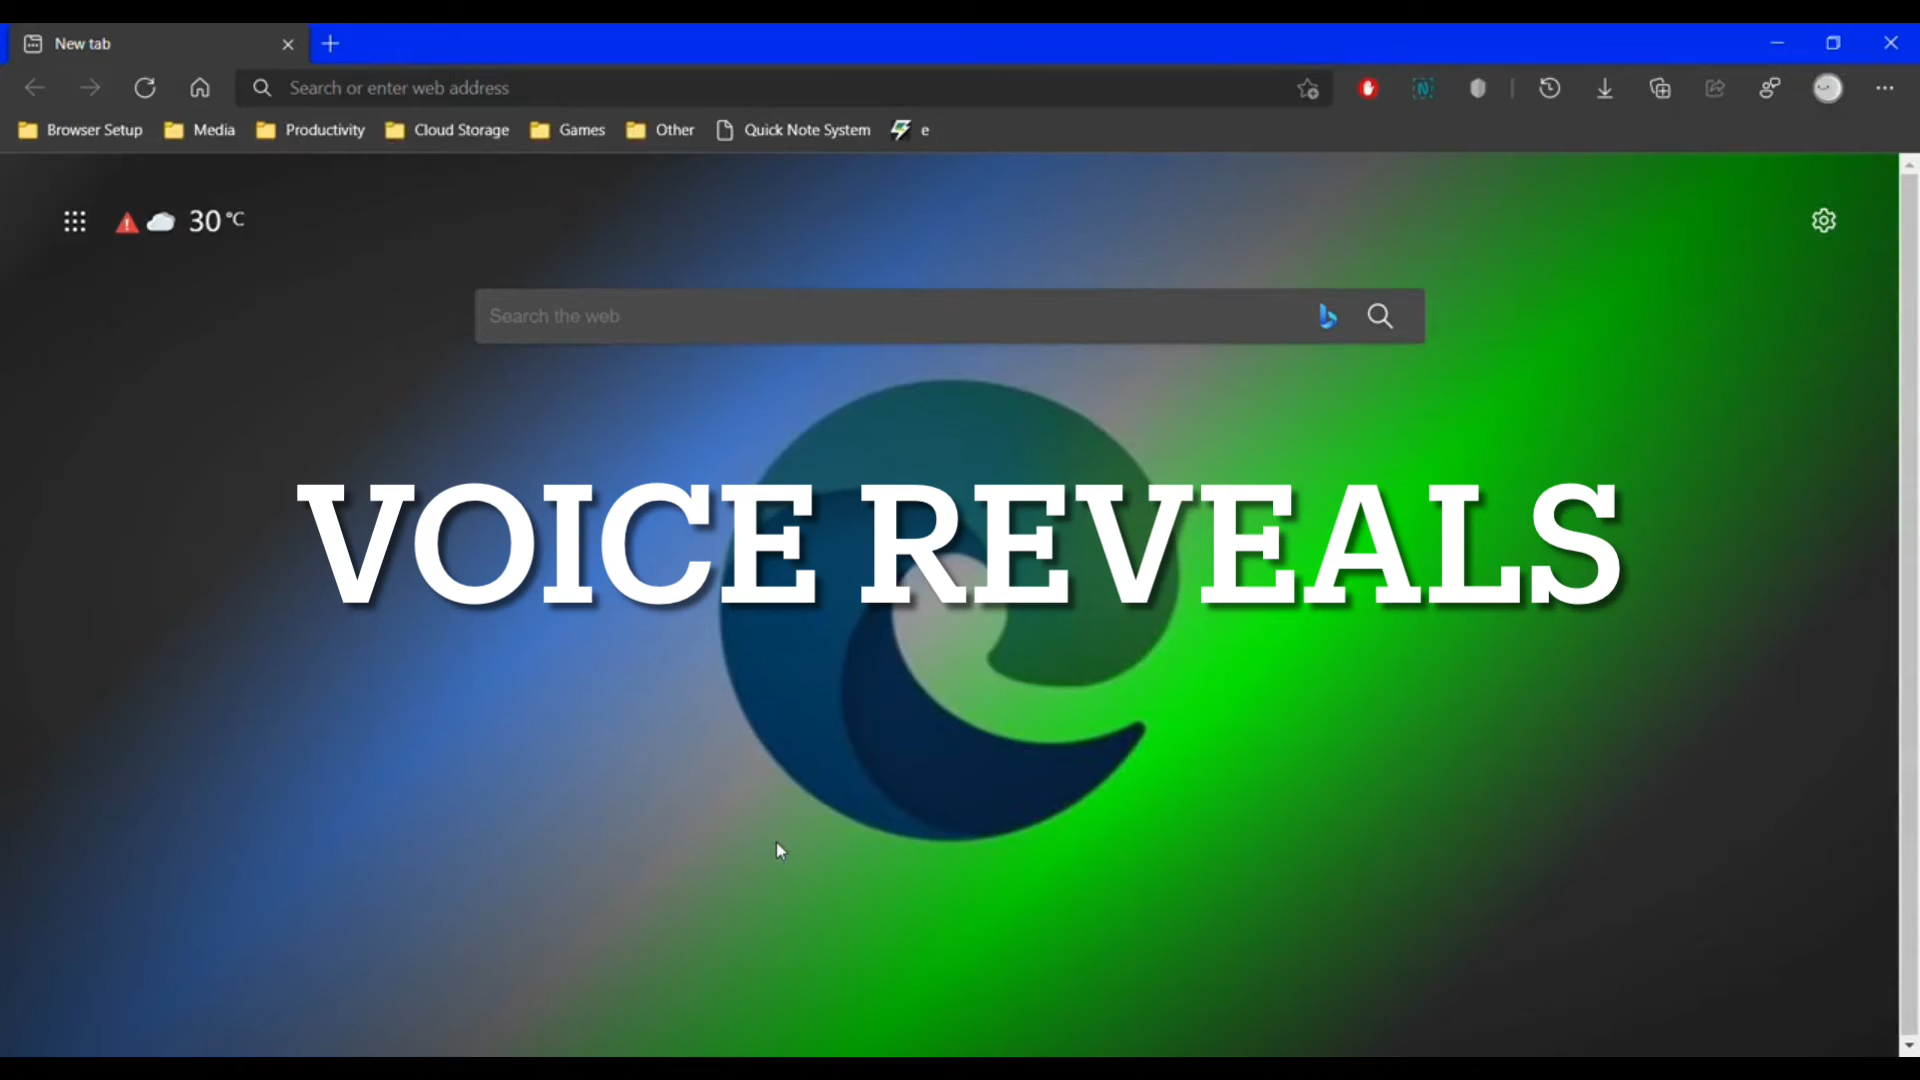 New tab
Search or enter web address
Browser Setup Media Productivity Cloud Storage Games Other Quick Note System e
30 °C
Search the web
VOICE REVEALS